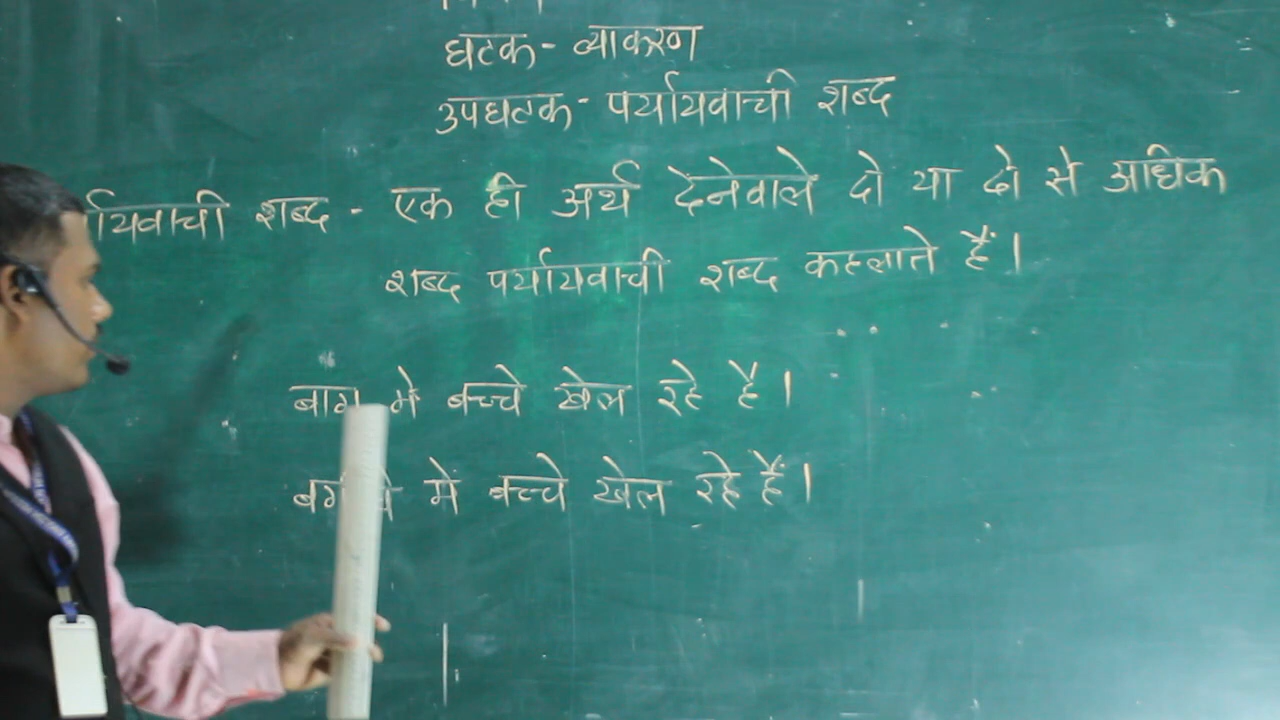 घटक - व्याकरण
उपघटक - पर्यायवाची शब्द
र्यायवाची शब्द - एक ही अर्थ देनेवाले दो या दो से अधिक
शब्द पर्यायवाची शब्द कहलाते हैं।
बाग में बच्चे खेल रहे हैं।
में बच्चे खेल रहे हैं।